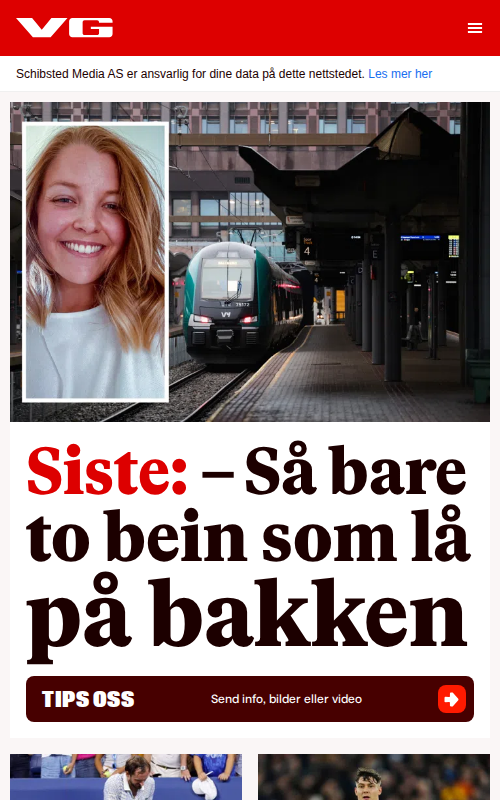 VG
Schibsted Media AS er ansvarlig for dine data på dette nettstedet. Les mer her
4
Siste: – Så bare
to bein som lå
på bakken
TIPS OSS
Send info, bilder eller video